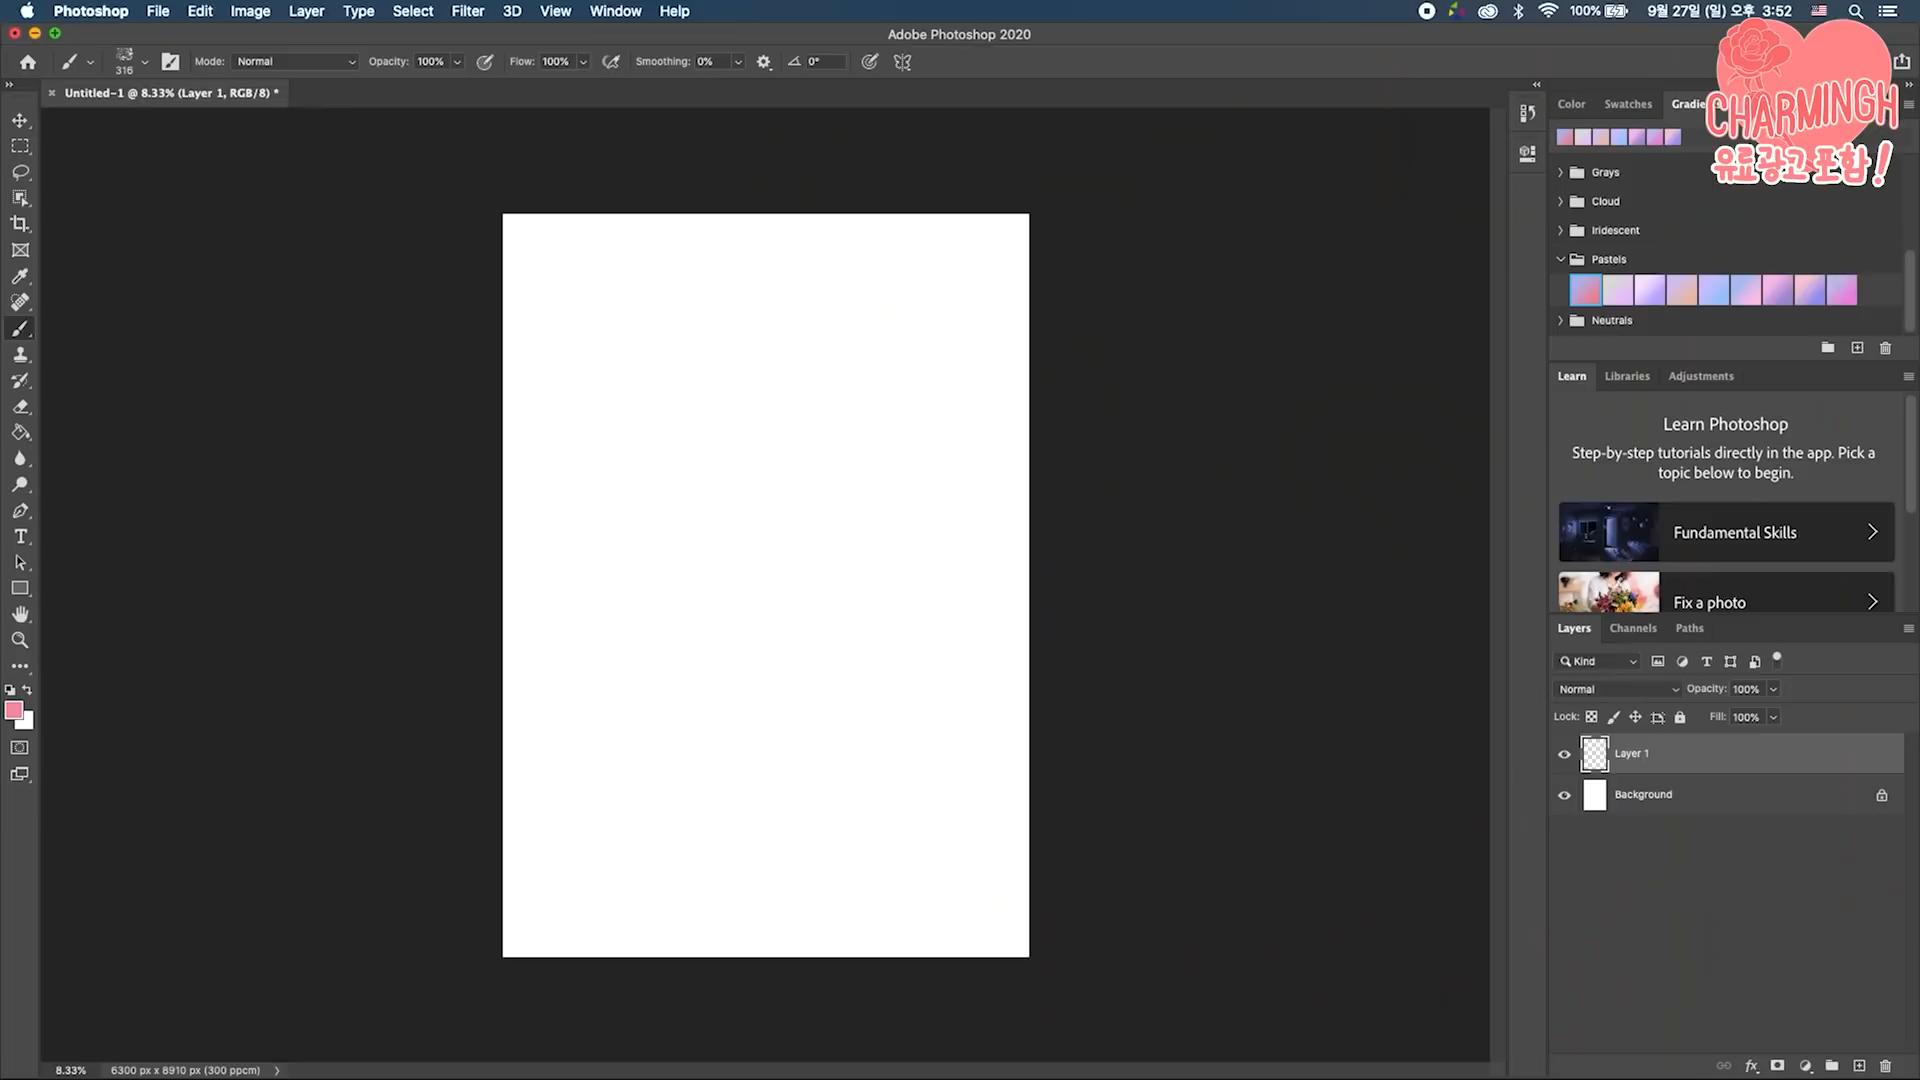 Photoshop File Edit Image Layer Type Select Filter 3D View Window Help 100% 9월 27일 (일) 오후 3:52
Adobe Photoshop 2020
316 Mode: Normal Opacity: 100% Flow: 100% Smoothing: 0% 0°
Untitled-1 @ 8.33% (Layer 1, RGB/8) *
Color Swatches
CHARMINGH
유료광고 포함!
Grays
Cloud
Iridescent
Pastels
Neutrals
Learn Libraries Adjustments
Learn Photoshop
Step-by-step tutorials directly in the app. Pick a
topic below to begin.
Fundamental Skills
Fix a photo
Layers Channels Paths
Kind
Normal Opacity: 100%
Lock: Fill: 100%
Layer 1
Background
8.33% 6300 px x 8910 px (300 ppcm)